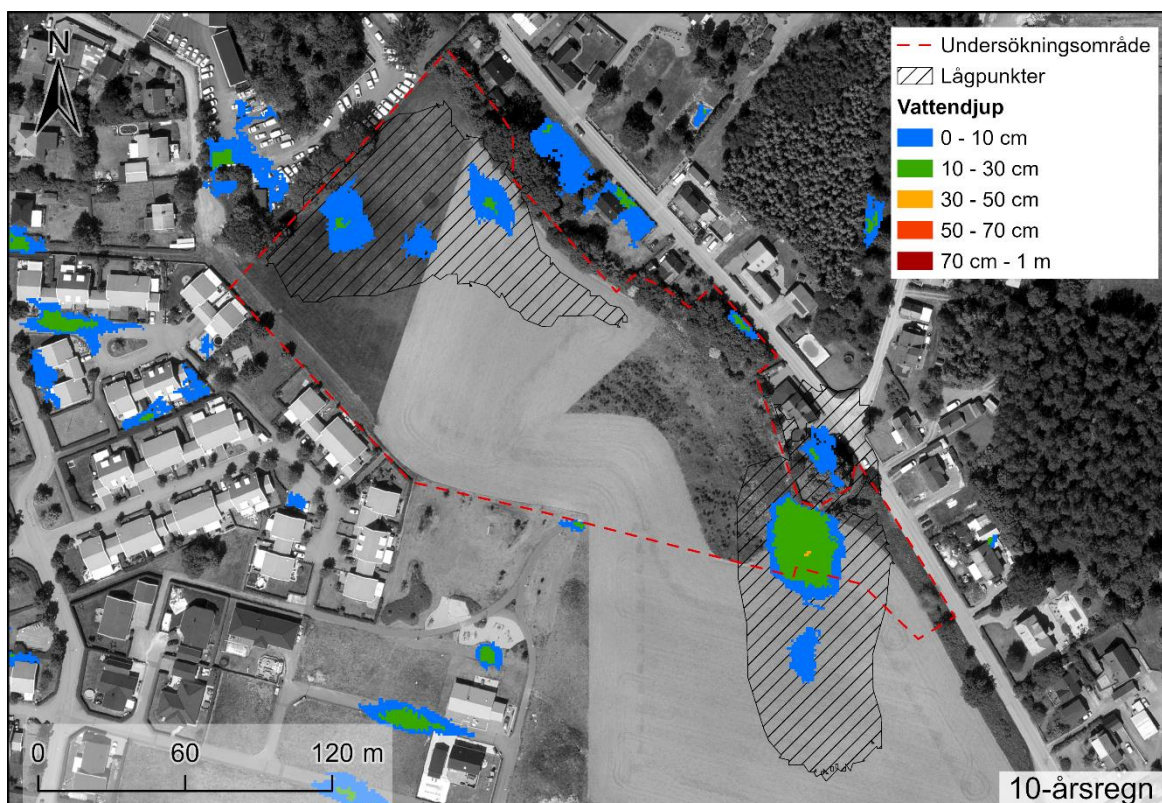 N
Undersökningsområde
Lågpunkter
Vattendjup
0 - 10 cm
10 - 30 cm
30 - 50 cm
50 - 70 cm
70 cm - 1 m
0 60 120 m
10-årsregn